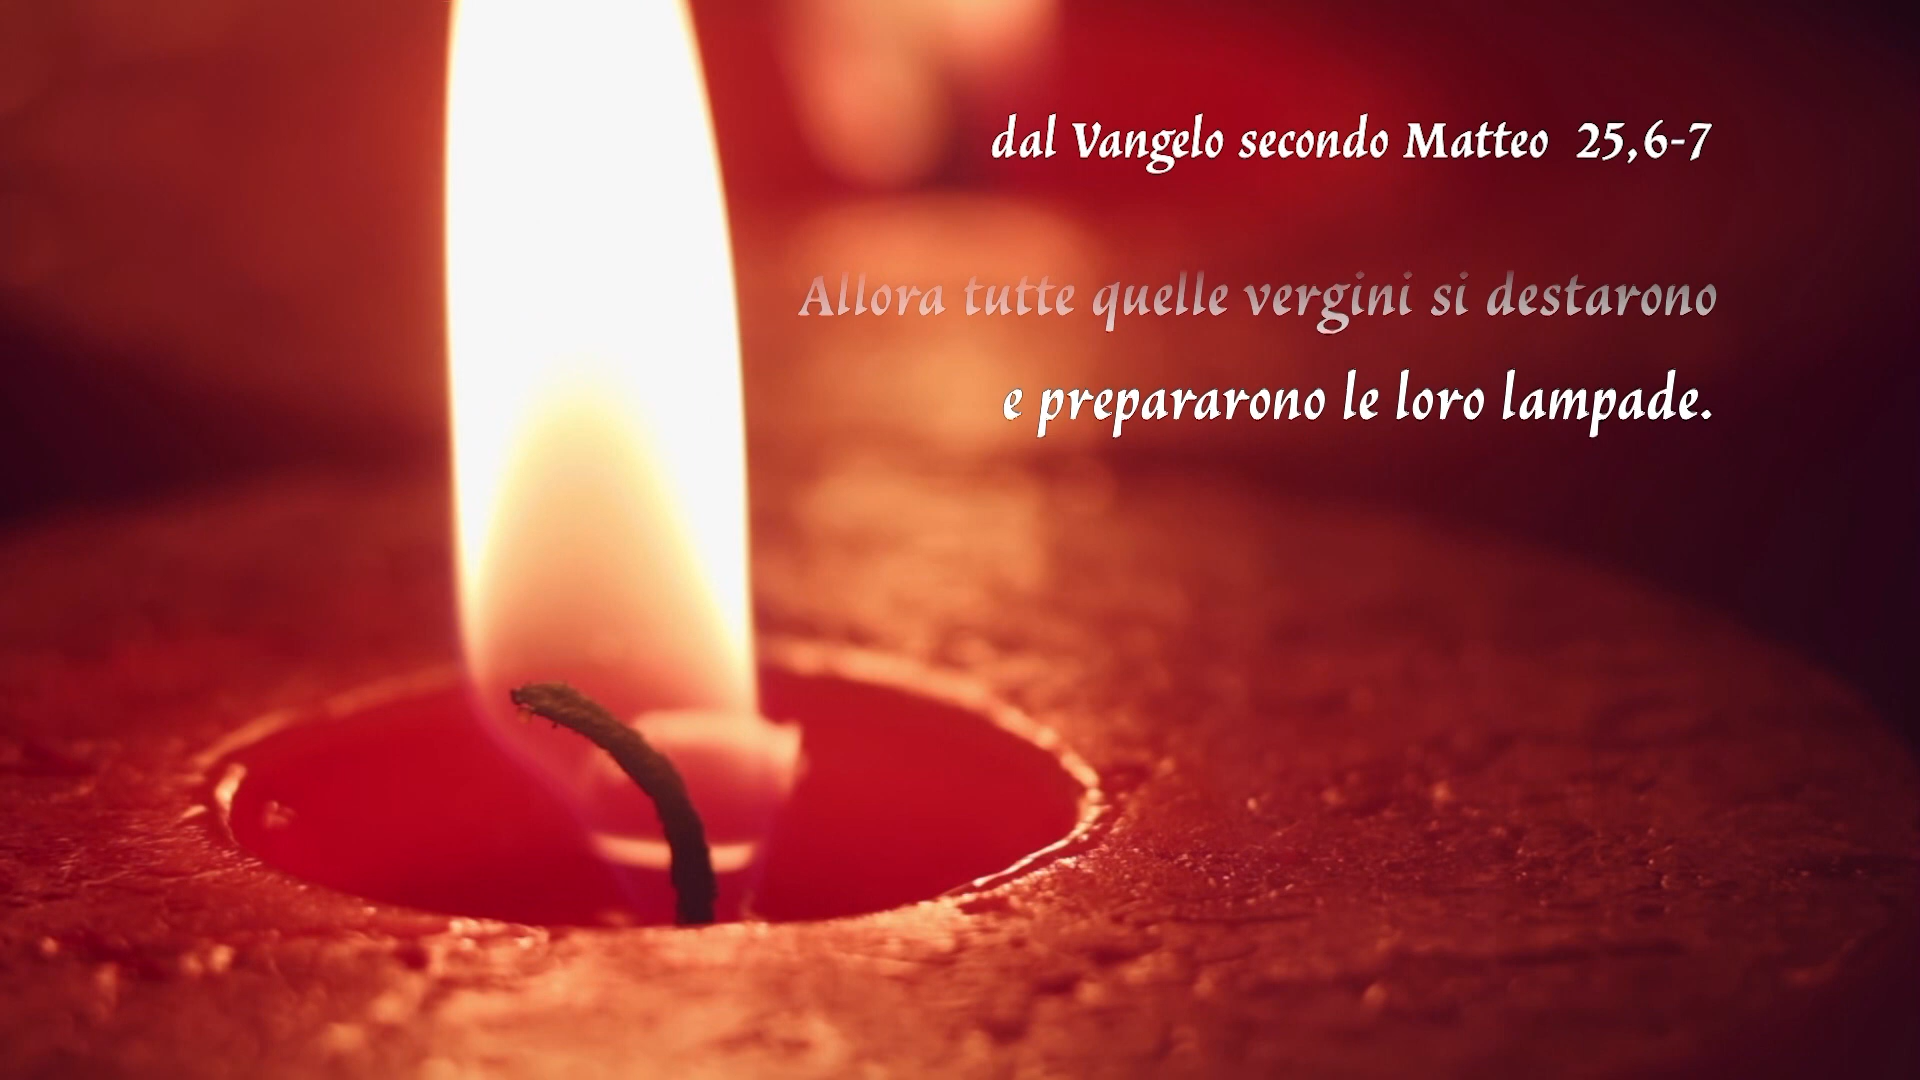 dal Vangelo secondo Matteo 25,6-7
Allora tutte quelle vergini si destarono
e prepararono le loro lampade.